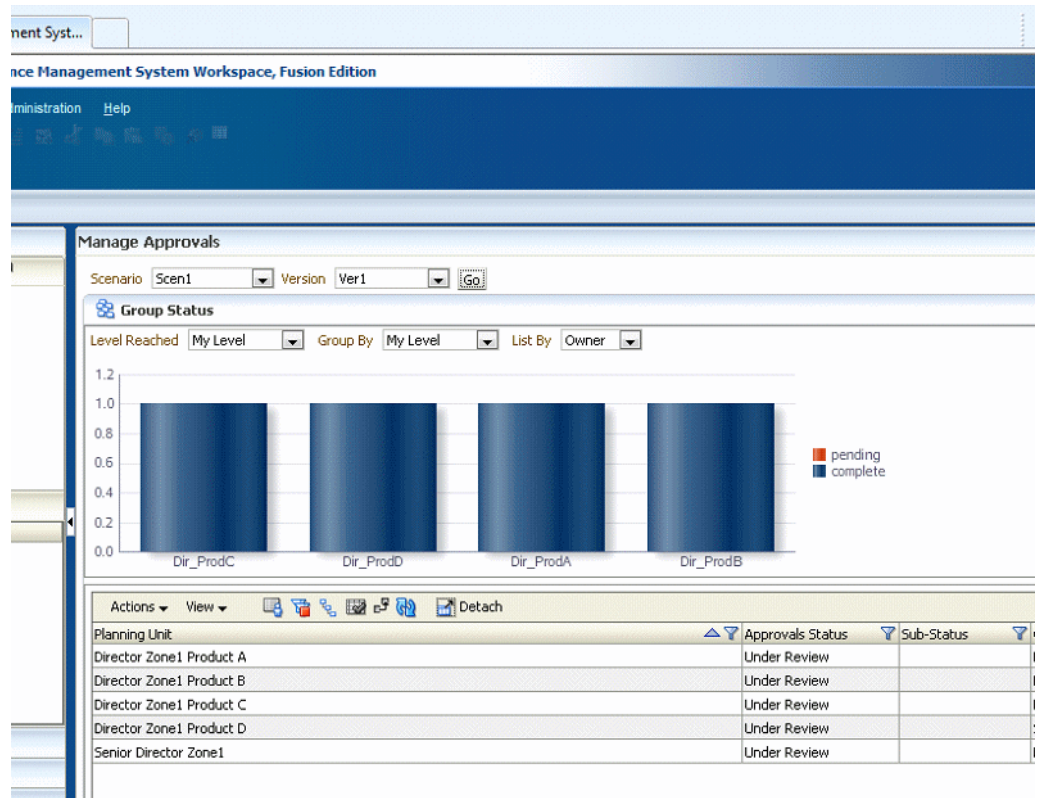 ment Syst...
nce Management System Workspace, Fusion Edition
dministration Help
Manage Approvals
Scenario Scen1 Version Ver1 Go
Group Status
Level Reached My Level Group By My Level List By Owner
1.2
1.0
0.8
0.6
0.4
0.2
0.0
pending
complete
Dir_ProdC Dir_ProdD Dir_ProdA Dir_ProdB
Actions View Detach
Planning Unit Approvals Status Sub-Status
Director Zone1 Product A Under Review
Director Zone1 Product B Under Review
Director Zone1 Product C Under Review
Director Zone1 Product D Under Review
Senior Director Zone1 Under Review